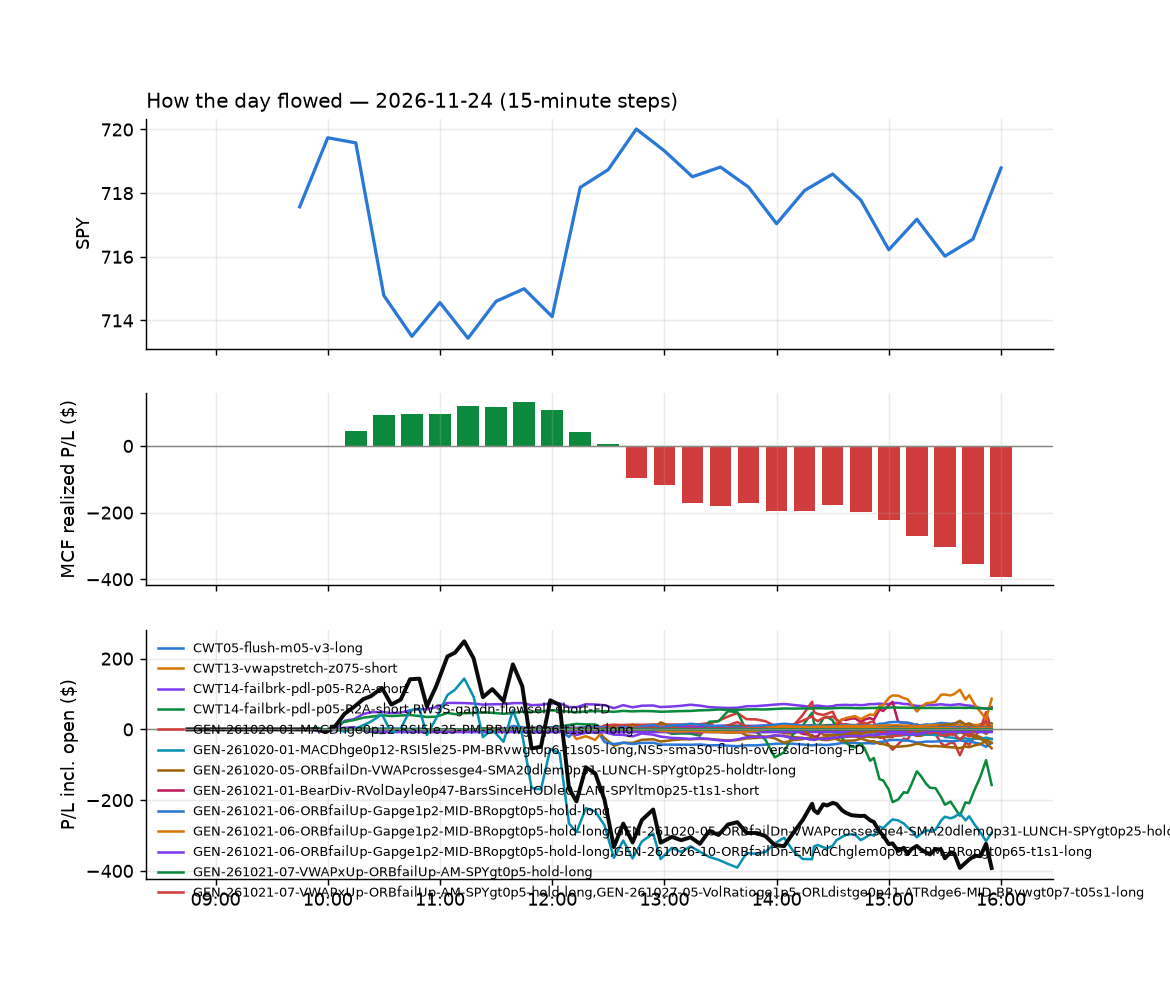 How the day flowed — 2026-11-24 (15-minute steps)
SPY
720
718
716
714
MCF realized P/L ($)
0
−200
−400
P/L incl. open ($)
200
0
−200
−400
CWT05-flush-m05-v3-long
CWT13-vwapstretch-z075-short
CWT14-failbrk-pdl-p05-R2A-short
CWT14-failbrk-pdl-p05-R2A-short,RW3S-gapdn-flowsell-short-HD
GEN-261020-01-MACDhge0p12-RSI5le25-PM-BRvwgt0p6-t1s05-long
GEN-261020-01-MACDhge0p12-RSI5le25-PM-BRvwgt0p6-t1s05-long,NS5-sma50-flush-oversold-long-FD
GEN-261020-05-ORBfailDn-VWAPcrossesge4-SMA20dlem0p31-LUNCH-SPYgt0p25-holdtr-long
GEN-261021-01-BearDiv-RVolDayle0p47-BarsSinceHODle6-LAM-SPYltm0p25-t1s1-short
GEN-261021-06-ORBfailUp-Gapge1p2-MID-BRopgt0p5-hold-long
GEN-261021-06-ORBfailUp-Gapge1p2-MID-BRopgt0p5-hold-long,GEN-261020-05-ORBfailDn-VWAPcrossesge4-SMA20dlem0p31-LUNCH-SPYgt0p25-hold
GEN-261021-06-ORBfailUp-Gapge1p2-MID-BRopgt0p5-hold-long,GEN-261026-10-ORBfailDn-EMAdChglem0p001-PM-BRopgt0p65-t1s1-long
GEN-261021-07-VWAPxUp-ORBfailUp-AM-SPYgt0p5-hold-long
GEN-261021-07-VWAPxUp-ORBfailUp-AM-SPYgt0p5-hold-long,GEN-261027-05-VolRatioge1p5-ORLdistge0p41-ATRdge6-MID-BRvwgt0p7-t05s1-long
09:00 10:00 11:00 12:00 13:00 14:00 15:00 16:00